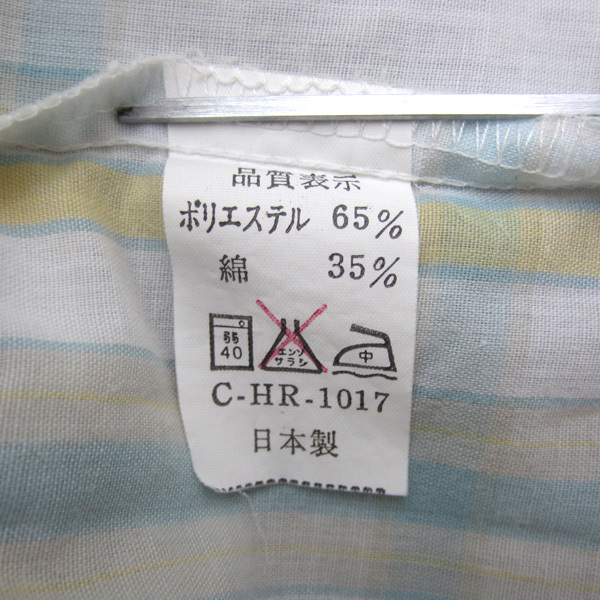 品質表示
ポリエステル 65%
綿 35%
弱 40 エンソ サラシ 中
C-HR-1017
日本製